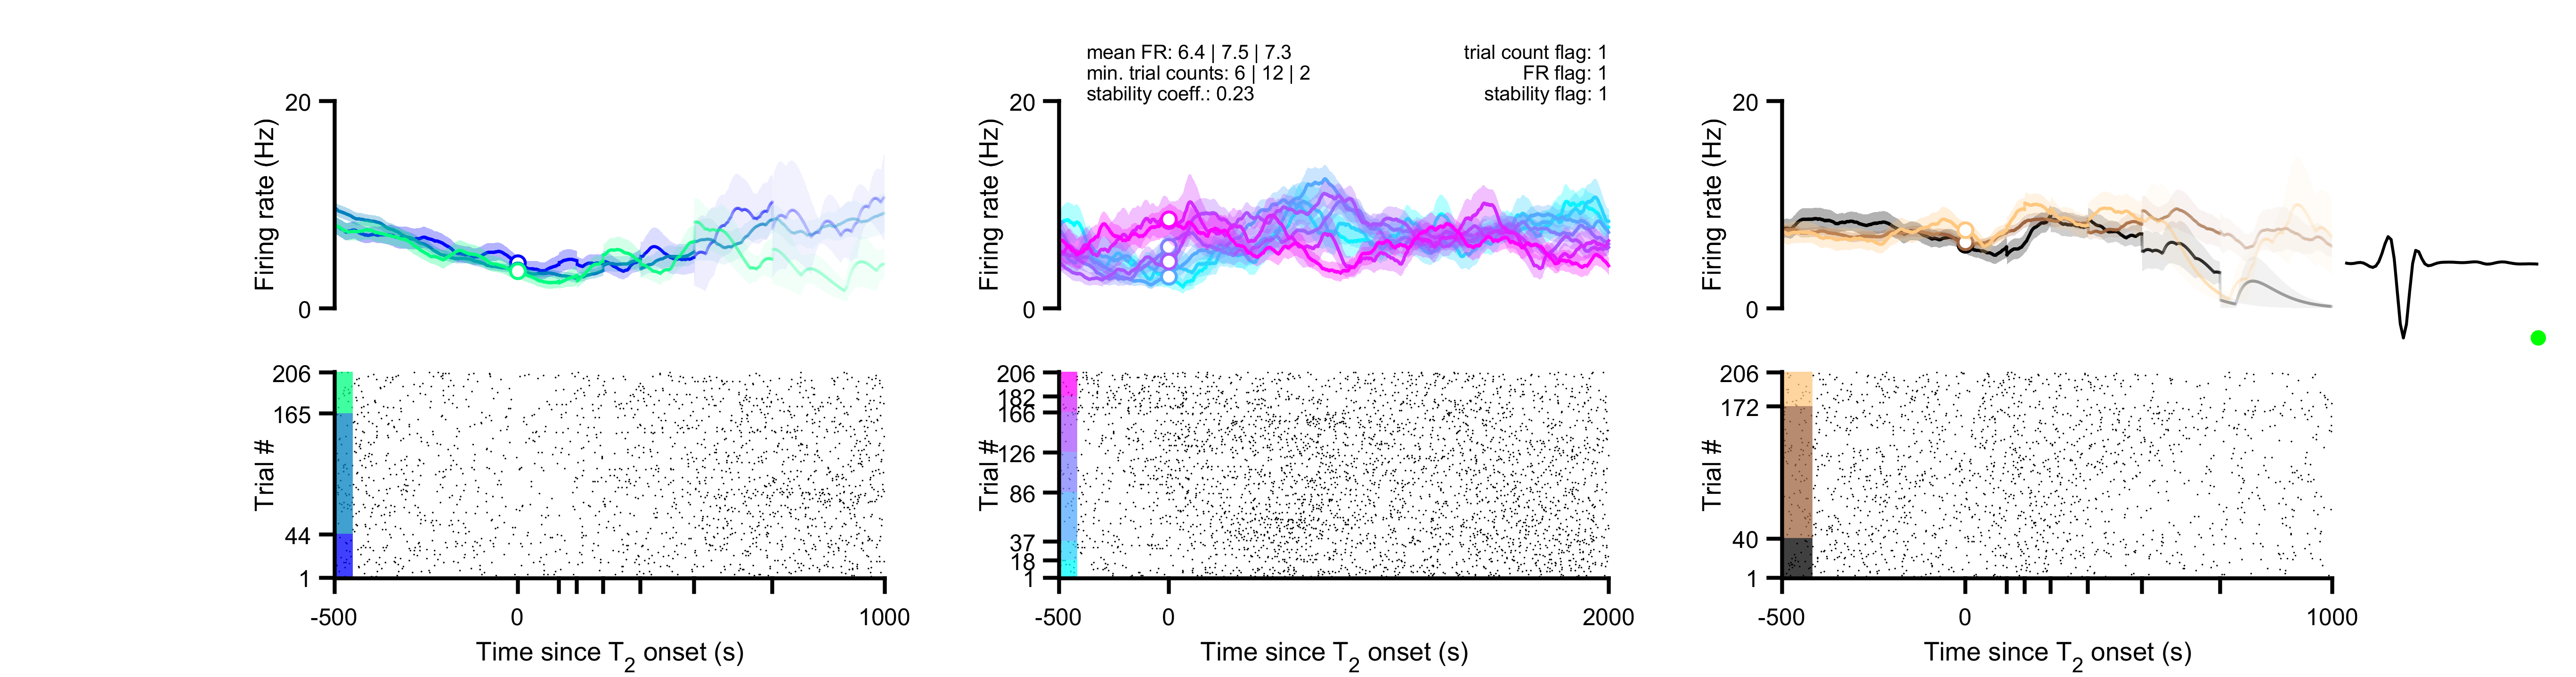 mean FR: 6.4 | 7.5 | 7.3
min. trial counts: 6 | 12 | 2
stability coeff.: 0.23
trial count flag: 1
FR flag: 1
stability flag: 1
20
Firing rate (Hz)
0
20
Firing rate (Hz)
0
20
Firing rate (Hz)
0
206
165
Trial #
44
1
-500
0
1000
Time since T2 onset (s)
206
182
166
Trial #
126
86
37
18
1
-500
0
2000
Time since T2 onset (s)
206
172
Trial #
40
1
-500
0
1000
Time since T2 onset (s)